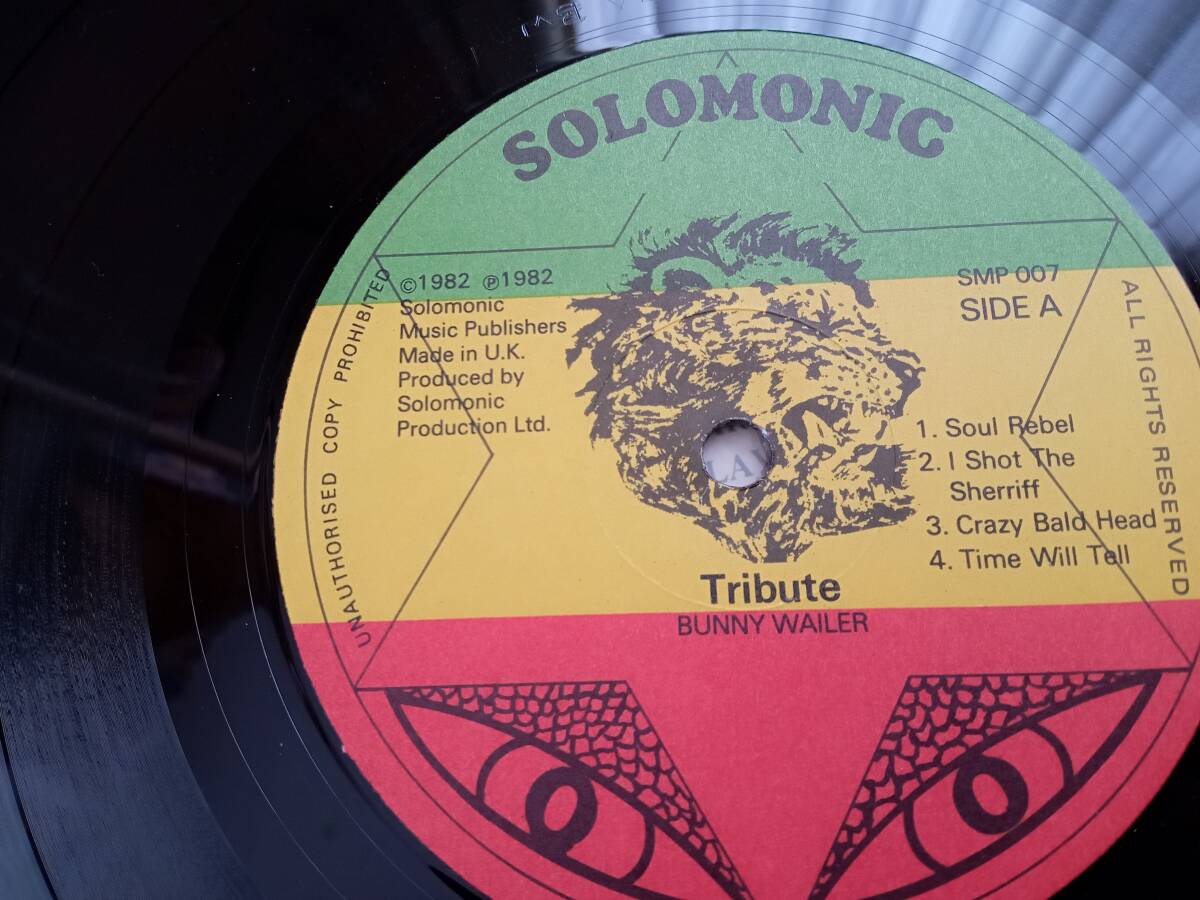 SOLOMONIC
©1982 ℗1982
Solomonic
Music Publishers
Made in U.K.
Produced by
Solomonic
Production Ltd.
SMP 007
SIDE A
1. Soul Rebel
2. I Shot The
Sherriff
3. Crazy Bald Head
4. Time Will Tell
Tribute
BUNNY WAILER
UNAUTHORISED COPY PROHIBITED
ALL RIGHTS RESERVED